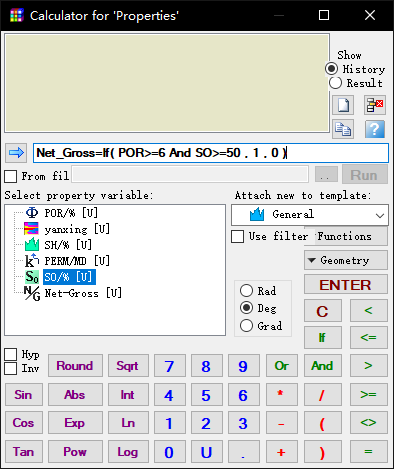 Calculator for 'Properties'
Show
History
Result
Net_Gross=If( POR>=6 And SO>=50 , 1 , 0 )
From fil
..
Run
Select property variable:
Attach new to template:
Φ POR/% [U]
yanxing [U]
SH/% [U]
k PERM/MD [U]
So SO/% [U]
N/G Net-Gross [U]
General
Use filter
Functions
Geometry
Rad
Deg
Grad
ENTER
C <
If <=
Hyp
Inv
Round Sqrt 7 8 9 Or And >
Sin Abs Int 4 5 6 * / >=
Cos Exp Ln 1 2 3 - ( <>
Tan Pow Log 0 U . + ) =